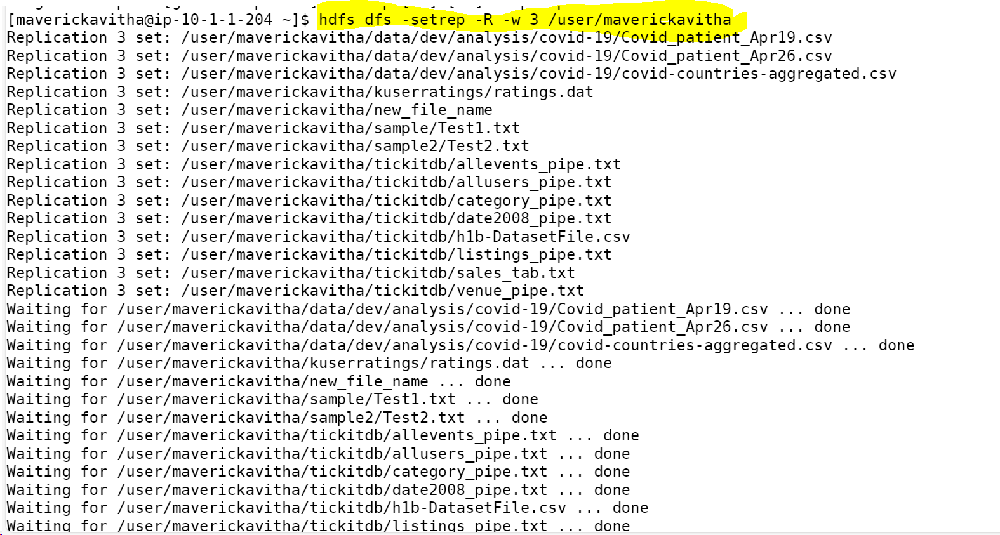 [maverickavitha@ip-10-1-1-204 ~]$ hdfs dfs -setrep -R -w 3 /user/maverickavitha
Replication 3 set: /user/maverickavitha/data/dev/analysis/covid-19/Covid_patient_Apr19.csv
Replication 3 set: /user/maverickavitha/data/dev/analysis/covid-19/Covid_patient_Apr26.csv
Replication 3 set: /user/maverickavitha/data/dev/analysis/covid-19/covid-countries-aggregated.csv
Replication 3 set: /user/maverickavitha/kuserratings/ratings.dat
Replication 3 set: /user/maverickavitha/new_file_name
Replication 3 set: /user/maverickavitha/sample/Test1.txt
Replication 3 set: /user/maverickavitha/sample2/Test2.txt
Replication 3 set: /user/maverickavitha/tickitdb/allevents_pipe.txt
Replication 3 set: /user/maverickavitha/tickitdb/allusers_pipe.txt
Replication 3 set: /user/maverickavitha/tickitdb/category_pipe.txt
Replication 3 set: /user/maverickavitha/tickitdb/date2008_pipe.txt
Replication 3 set: /user/maverickavitha/tickitdb/h1b-DatasetFile.csv
Replication 3 set: /user/maverickavitha/tickitdb/listings_pipe.txt
Replication 3 set: /user/maverickavitha/tickitdb/sales_tab.txt
Replication 3 set: /user/maverickavitha/tickitdb/venue_pipe.txt
Waiting for /user/maverickavitha/data/dev/analysis/covid-19/Covid_patient_Apr19.csv ... done
Waiting for /user/maverickavitha/data/dev/analysis/covid-19/Covid_patient_Apr26.csv ... done
Waiting for /user/maverickavitha/data/dev/analysis/covid-19/covid-countries-aggregated.csv ... done
Waiting for /user/maverickavitha/kuserratings/ratings.dat ... done
Waiting for /user/maverickavitha/new_file_name ... done
Waiting for /user/maverickavitha/sample/Test1.txt ... done
Waiting for /user/maverickavitha/sample2/Test2.txt ... done
Waiting for /user/maverickavitha/tickitdb/allevents_pipe.txt ... done
Waiting for /user/maverickavitha/tickitdb/allusers_pipe.txt ... done
Waiting for /user/maverickavitha/tickitdb/category_pipe.txt ... done
Waiting for /user/maverickavitha/tickitdb/date2008_pipe.txt ... done
Waiting for /user/maverickavitha/tickitdb/h1b-DatasetFile.csv ... done
Waiting for /user/maverickavitha/tickitdb/listings_pipe.txt ... done